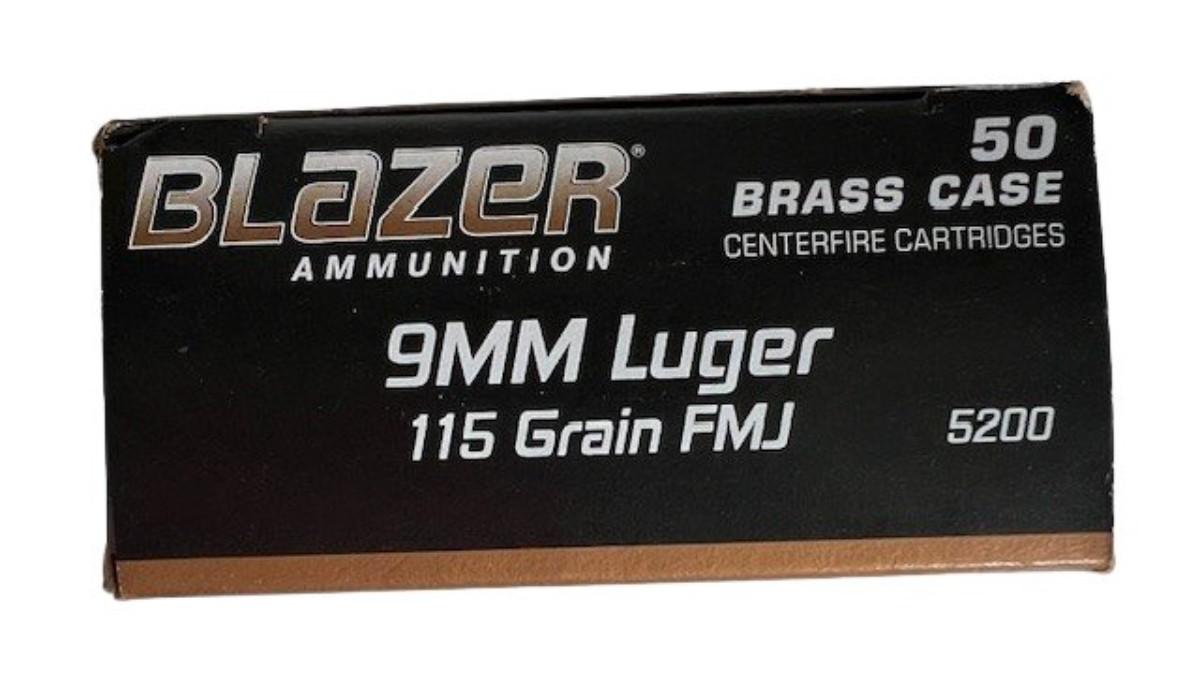 BLazer®
AMMUNITION
50
BRASS CASE
CENTERFIRE CARTRIDGES
9MM Luger
115 Grain FMJ
5200